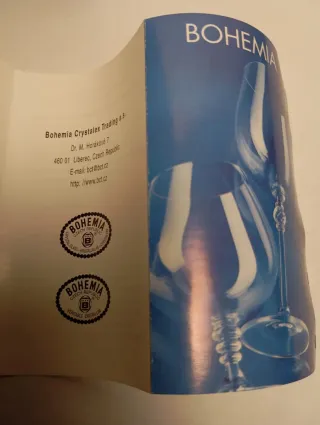 Bohemia Crystalex Trading a.s.
Dr. M. Horákové 7
460 01 Liberec, Czech Republic
E-mail: bct@bct.cz
http: //www.bct.cz
BOHEMIA
BOHEMIA
BOHEMIA